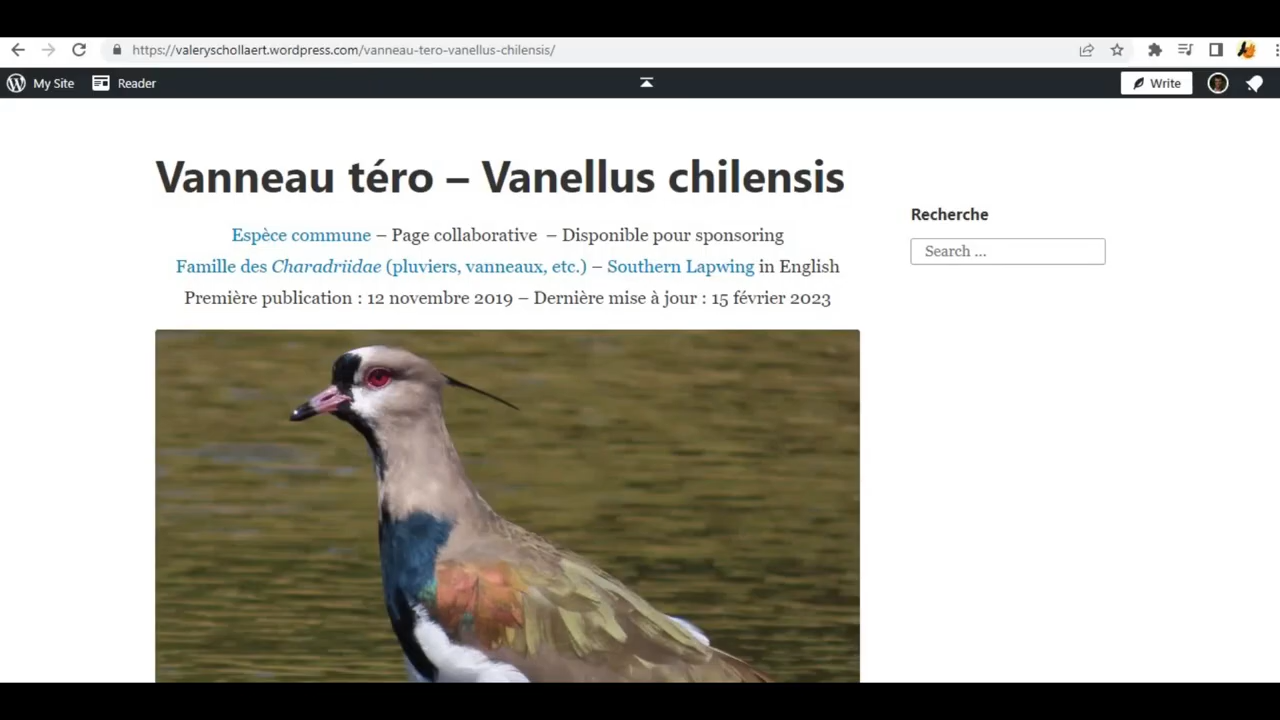 https://valeryschollaert.wordpress.com/vanneau-tero-vanellus-chilensis/
My Site Reader Write
Vanneau téro – Vanellus chilensis
Recherche
Espèce commune – Page collaborative – Disponible pour sponsoring
Search ...
Famille des Charadriidae (pluviers, vanneaux, etc.) – Southern Lapwing in English
Première publication : 12 novembre 2019 – Dernière mise à jour : 15 février 2023